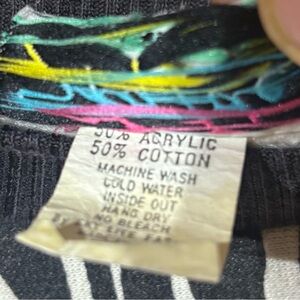 50% ACRYLIC
50% COTTON
MACHINE WASH
COLD WATER
INSIDE OUT
HANG DRY
NO BLEACH